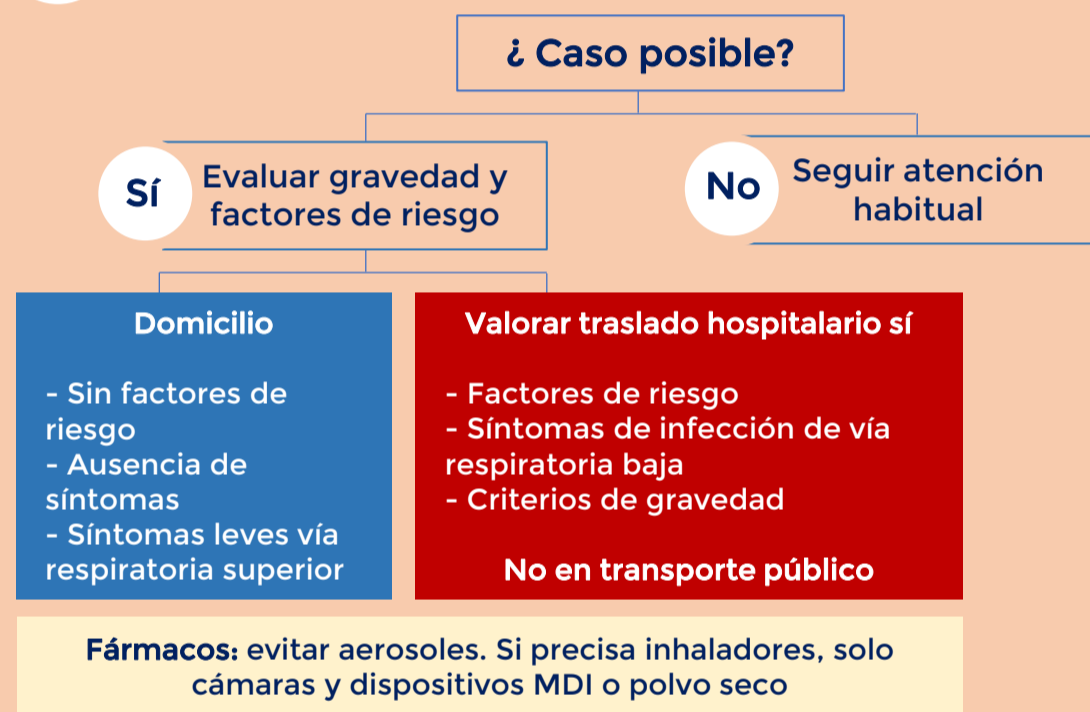 ¿ Caso posible?
Sí
Evaluar gravedad y
factores de riesgo
No
Seguir atención
habitual
Domicilio
- Sin factores de
riesgo
- Ausencia de
síntomas
- Síntomas leves vía
respiratoria superior
Valorar traslado hospitalario sí
- Factores de riesgo
- Síntomas de infección de vía
respiratoria baja
- Criterios de gravedad
No en transporte público
Fármacos: evitar aerosoles. Si precisa inhaladores, solo
cámaras y dispositivos MDI o polvo seco